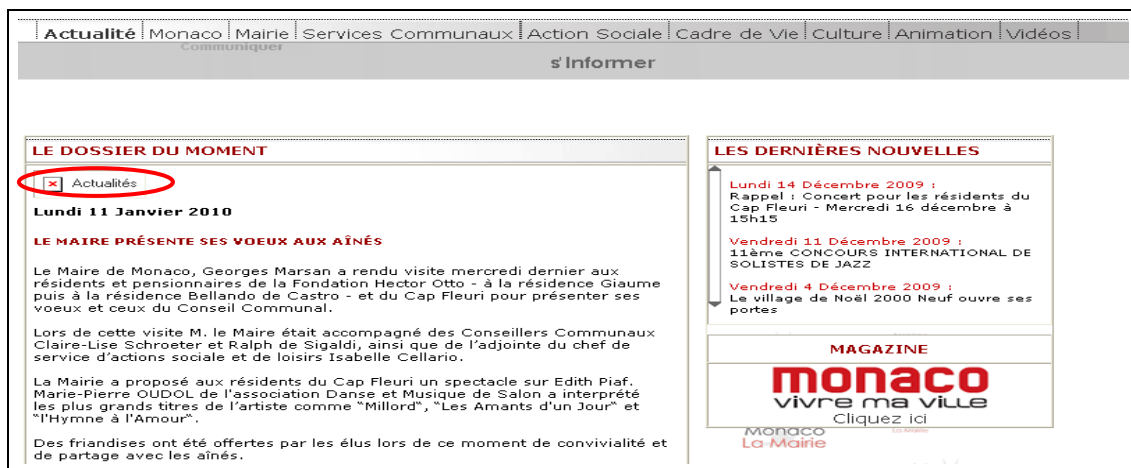 Actualité Monaco Mairie Services Communaux Action Sociale Cadre de Vie Culture Animation Vidéos
Communiquer
s'Informer
LE DOSSIER DU MOMENT
Actualités
Lundi 11 Janvier 2010
LE MAIRE PRÉSENTE SES VOEUX AUX AÎNÉS
Le Maire de Monaco, Georges Marsan a rendu visite mercredi dernier aux
résidents et pensionnaires de la Fondation Hector Otto - à la résidence Giaume
puis à la résidence Bellando de Castro - et du Cap Fleuri pour présenter ses
voeux et ceux du Conseil Communal.
Lors de cette visite M. le Maire était accompagné des Conseillers Communaux
Claire-Lise Schroeter et Ralph de Sigaldi, ainsi que de l'adjointe du chef de
service d'actions sociale et de loisirs Isabelle Cellario.
La Mairie a proposé aux résidents du Cap Fleuri un spectacle sur Edith Piaf.
Marie-Pierre OUDOL de l'association Danse et Musique de Salon a interprété
les plus grands titres de l'artiste comme "Millord", "Les Amants d'un Jour" et
"l'Hymne à l'Amour".
Des friandises ont été offertes par les élus lors de ce moment de convivialité et
de partage avec les aînés.
LES DERNIÈRES NOUVELLES
Lundi 14 Décembre 2009 :
Rappel : Concert pour les résidents du
Cap Fleuri - Mercredi 16 décembre à
15h15
Vendredi 11 Décembre 2009 :
11ème CONCOURS INTERNATIONAL DE
SOLISTES DE JAZZ
Vendredi 4 Décembre 2009 :
Le village de Noël 2000 Neuf ouvre ses
portes
MAGAZINE
monaco
vivre ma ville
Cliquez ici
Monaco
La Mairie